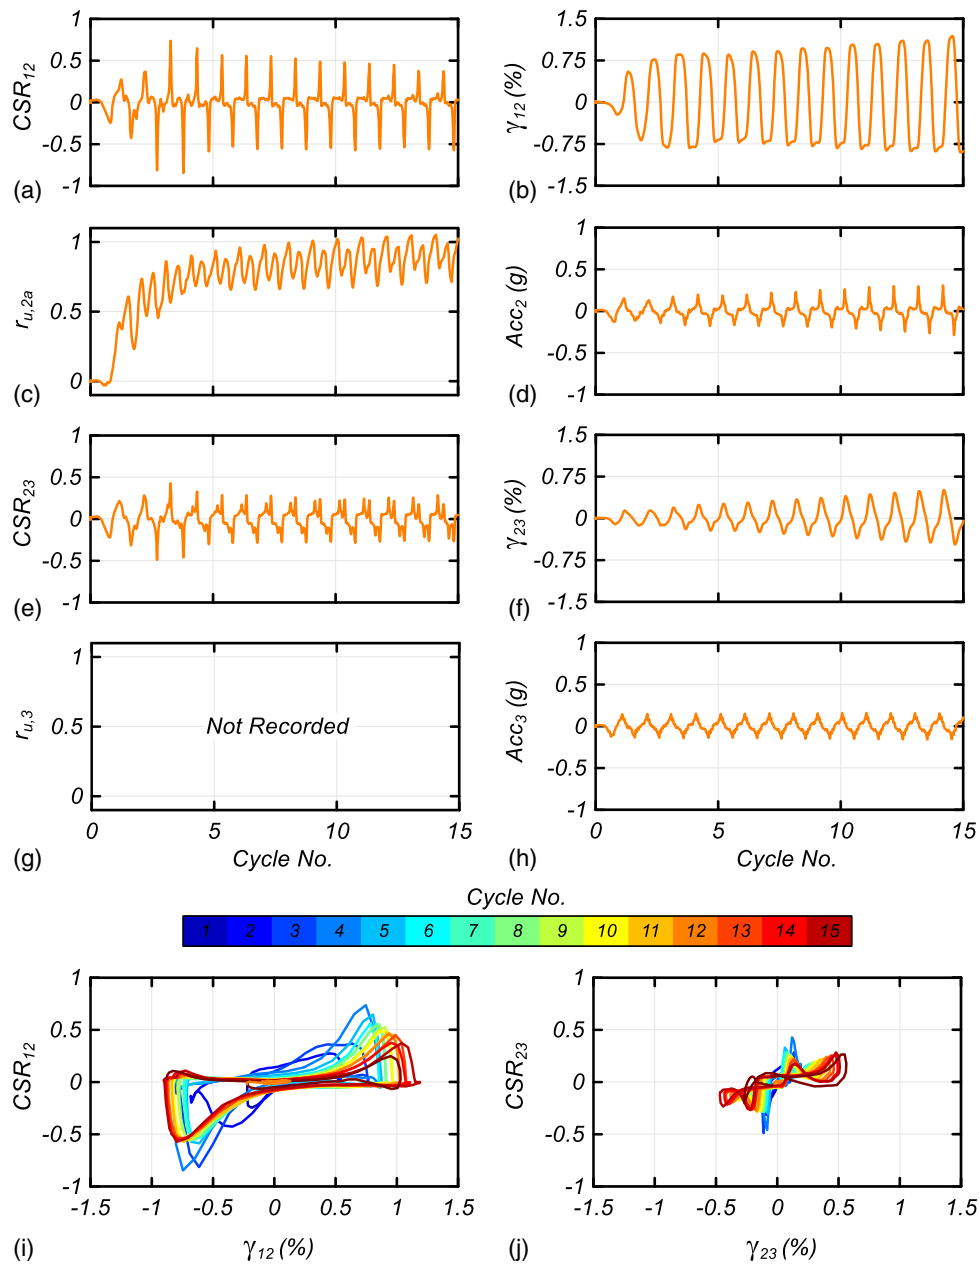 1
0.5
0
-0.5
-1
CSR12
(a)
1.5
0.75
0
-0.75
-1.5
γ12 (%)
(b)
1
0.5
0
0 5 10 15
ru,2a
(c)
1
0.5
0
-0.5
-1
Acc2 (g)
(d)
1
0.5
0
-0.5
-1
CSR23
(e)
1.5
0.75
0
-0.75
-1.5
γ23 (%)
(f)
1
0.5
0
ru,3
Not Recorded
0 5 10 15
(g)
Cycle No.
1
0.5
0
-0.5
-1
Acc3 (g)
0 5 10 15
(h)
Cycle No.
Cycle No.
1 2 3 4 5 6 7 8 9 10 11 12 13 14 15
1
0.5
0
-0.5
-1
CSR12
-1.5 -1 -0.5 0 0.5 1 1.5
(i)
γ12 (%)
1
0.5
0
-0.5
-1
CSR23
-1.5 -1 -0.5 0 0.5 1 1.5
(j)
γ23 (%)